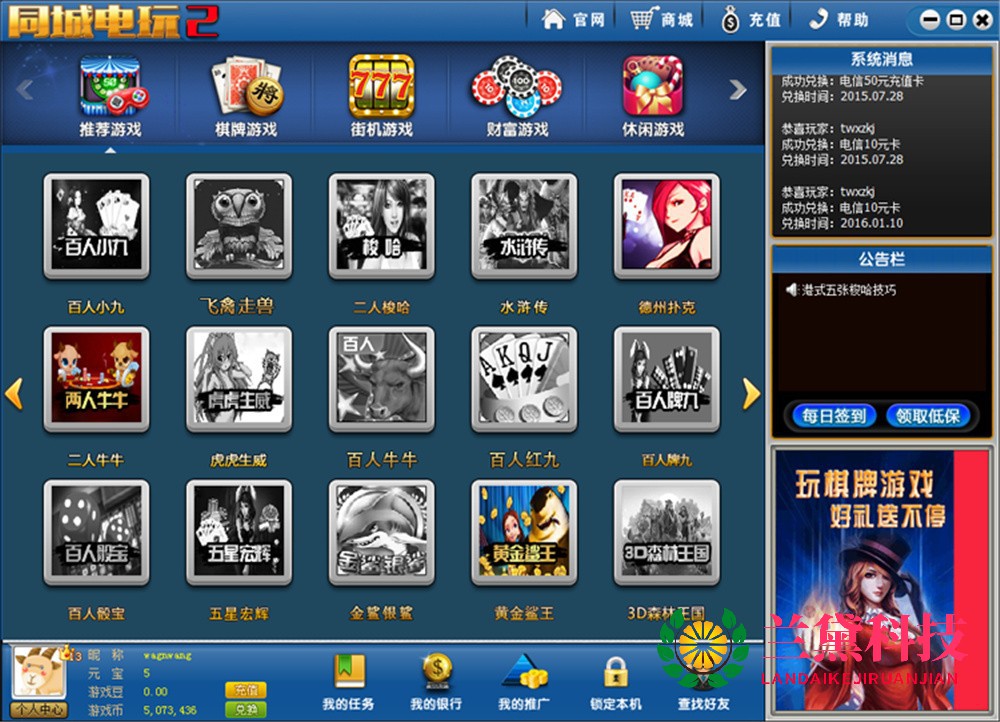 同城电玩2
官网
商城
充值
帮助
推荐游戏
棋牌游戏
街机游戏
财富游戏
休闲游戏
系统消息
成功兑换：电信50元充值卡
兑换时间：2015.07.28
恭喜玩家：twxzkj
成功兑换：电信10元卡
兑换时间：2015.07.28
恭喜玩家：twxzkj
成功兑换：电信10元卡
兑换时间：2016.01.10
百人小九
梭哈
水浒传
百人小九
飞禽走兽
二人梭哈
水浒传
德州扑克
公告栏
港式五张梭哈技巧
每日签到
领取低保
两人牛牛
虎虎生威
百人
AKQJ
百人牌九
二人牛牛
虎虎生威
百人牛牛
百人红九
百人牌九
百人骰宝
五星宏辉
金鲨银鲨
黄金鲨王
3D森林王国
百人骰宝
五星宏辉
金鲨银鲨
黄金鲨王
3D森林王国
玩棋牌游戏
好礼送不停
兰黛科技
LANDAIKEJIRUANJIAN
昵称 wagnwang
元宝 5
游戏豆 0.00
游戏币 5,073,436
个人中心
充值
兑换
我的任务
我的银行
我的推广
锁定本机
查找好友